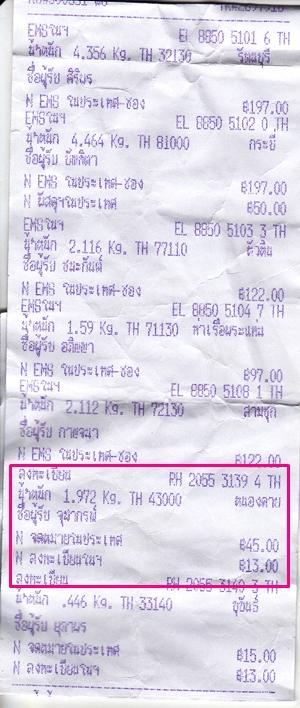 EMSในฯ EL 8850 5101 6 TH
น้ำหนัก 4.356 Kg. TH 32130 รัตนบุรี
ชื่อผู้รับ ศิริพร
N EMS ในประเทศ-ซอง ฿197.00
EMSในฯ EL 8850 5102 0 TH
น้ำหนัก 4.464 Kg. TH 81000 กระบี่
ชื่อผู้รับ
N EMS ในประเทศ-ซอง ฿197.00
N พัสดุฯในประเทศ ฿50.00
EMSในฯ EL 8850 5103 3 TH
น้ำหนัก 2.116 Kg. TH 77110 หัวหิน
ชื่อผู้รับ ชนะกันต์
N EMS ในประเทศ-ซอง ฿122.00
EMSในฯ EL 8850 5104 7 TH
น้ำหนัก 1.59 Kg. TH 71130 ท่าเรือพระแทน
ชื่อผู้รับ อภิญญา
N EMS ในประเทศ-ซอง ฿97.00
EMSในฯ EL 8850 5108 1 TH
น้ำหนัก 2.112 Kg. TH 72130 สามชุก
ชื่อผู้รับ กาญจนา
N EMS ในประเทศ-ซอง ฿122.00
ลงทะเบียน RH 2055 3139 4 TH
น้ำหนัก 1.972 Kg. TH 43000 หนองคาย
ชื่อผู้รับ จุฬากรณ์
N จดหมายในประเทศ ฿45.00
N ลงทะเบียนในฯ ฿13.00
ลงทะเบียน RH 2055 3140 3 TH
น้ำหนัก .446 Kg. TH 33140 ขุขันธ์
ชื่อผู้รับ ยุภาพร
N จดหมายในประเทศ ฿15.00
N ลงทะเบียนในฯ ฿13.00